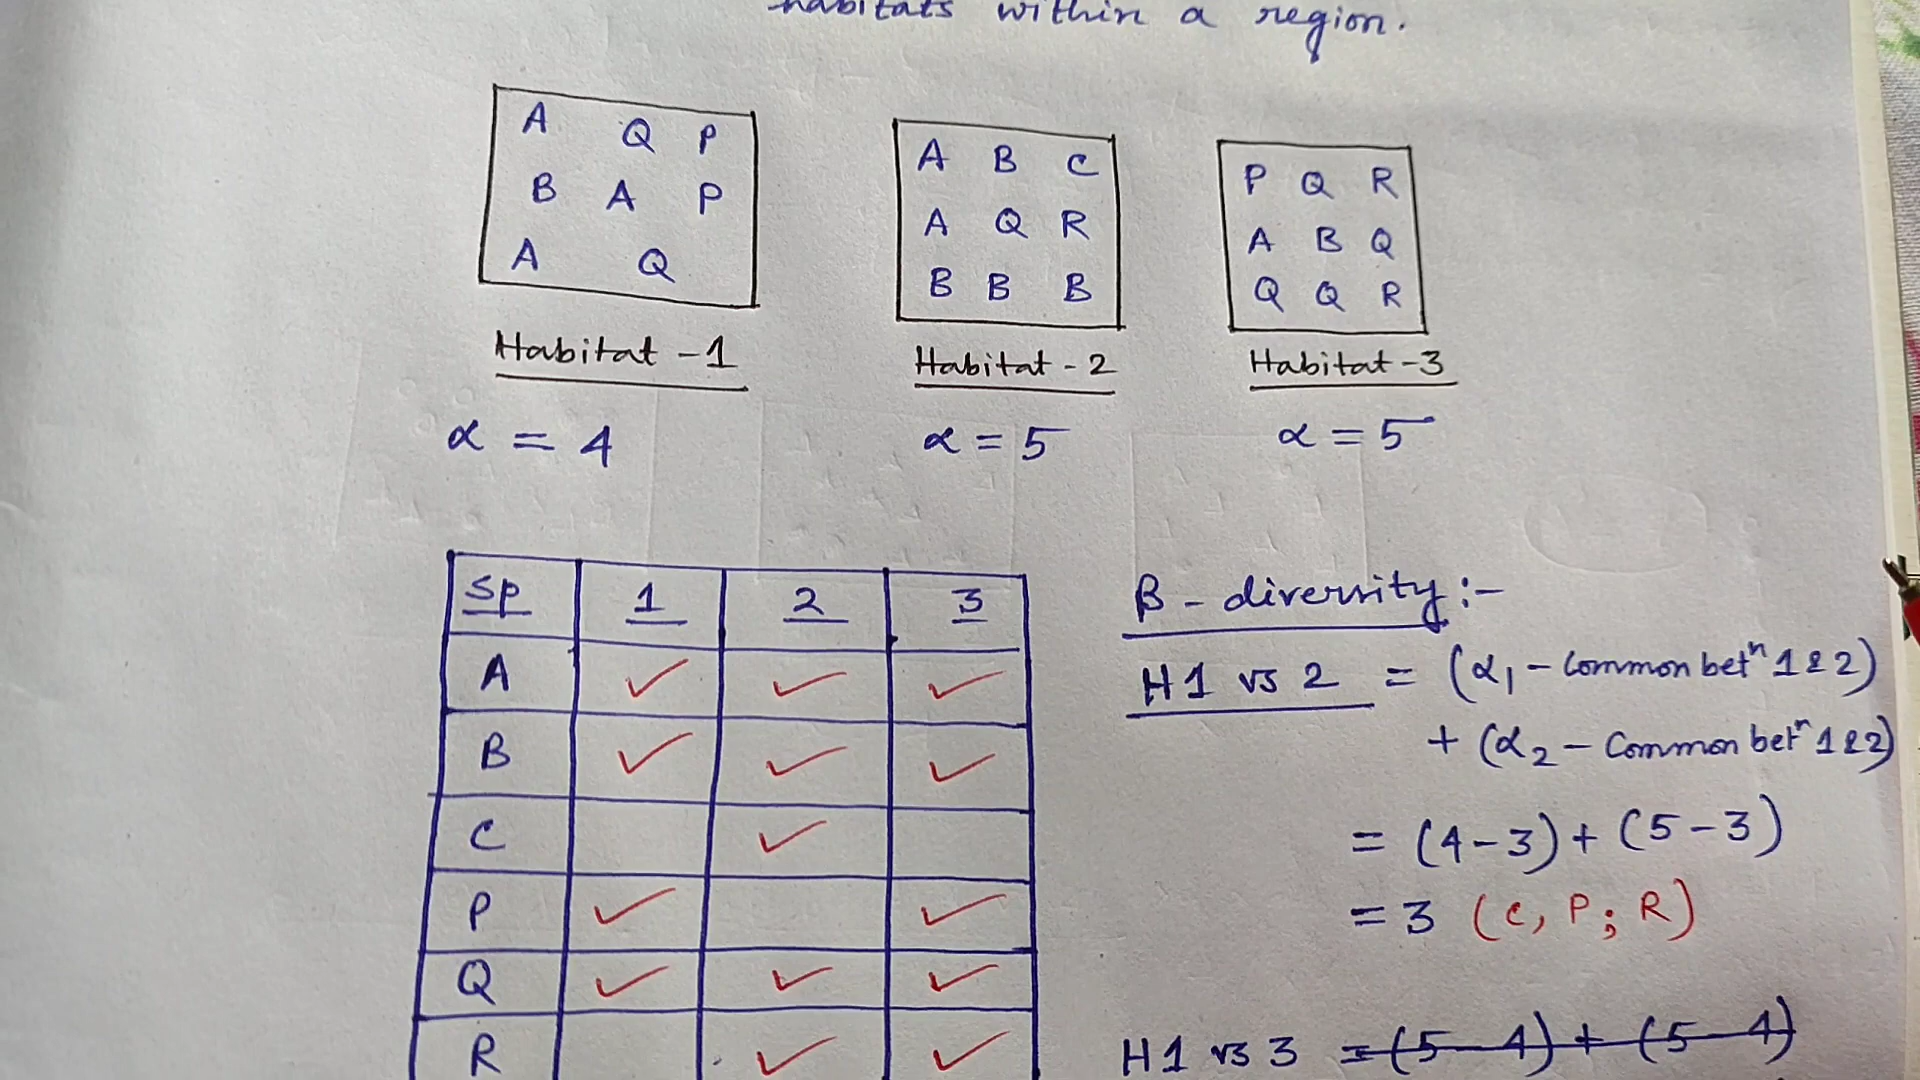 habitats within a region.
A Q P
B A P
A Q
Habitat - 1
α = 4
A B C
A Q R
B B B
Habitat - 2
α = 5
P Q R
A B Q
Q Q R
Habitat - 3
α = 5
Sp 1 2 3
A ✓ ✓ ✓
B ✓ ✓ ✓
C ✓
P ✓ ✓
Q ✓ ✓ ✓
R ✓ ✓
β - diversity :-
H1 vs 2 = (α₁ - Common betⁿ 1 & 2)
+ (α₂ - Common betⁿ 1 & 2)
= (4 - 3) + (5 - 3)
= 3 (C, P; R)
H1 vs 3 = (5 - 4) + (5 - 4)